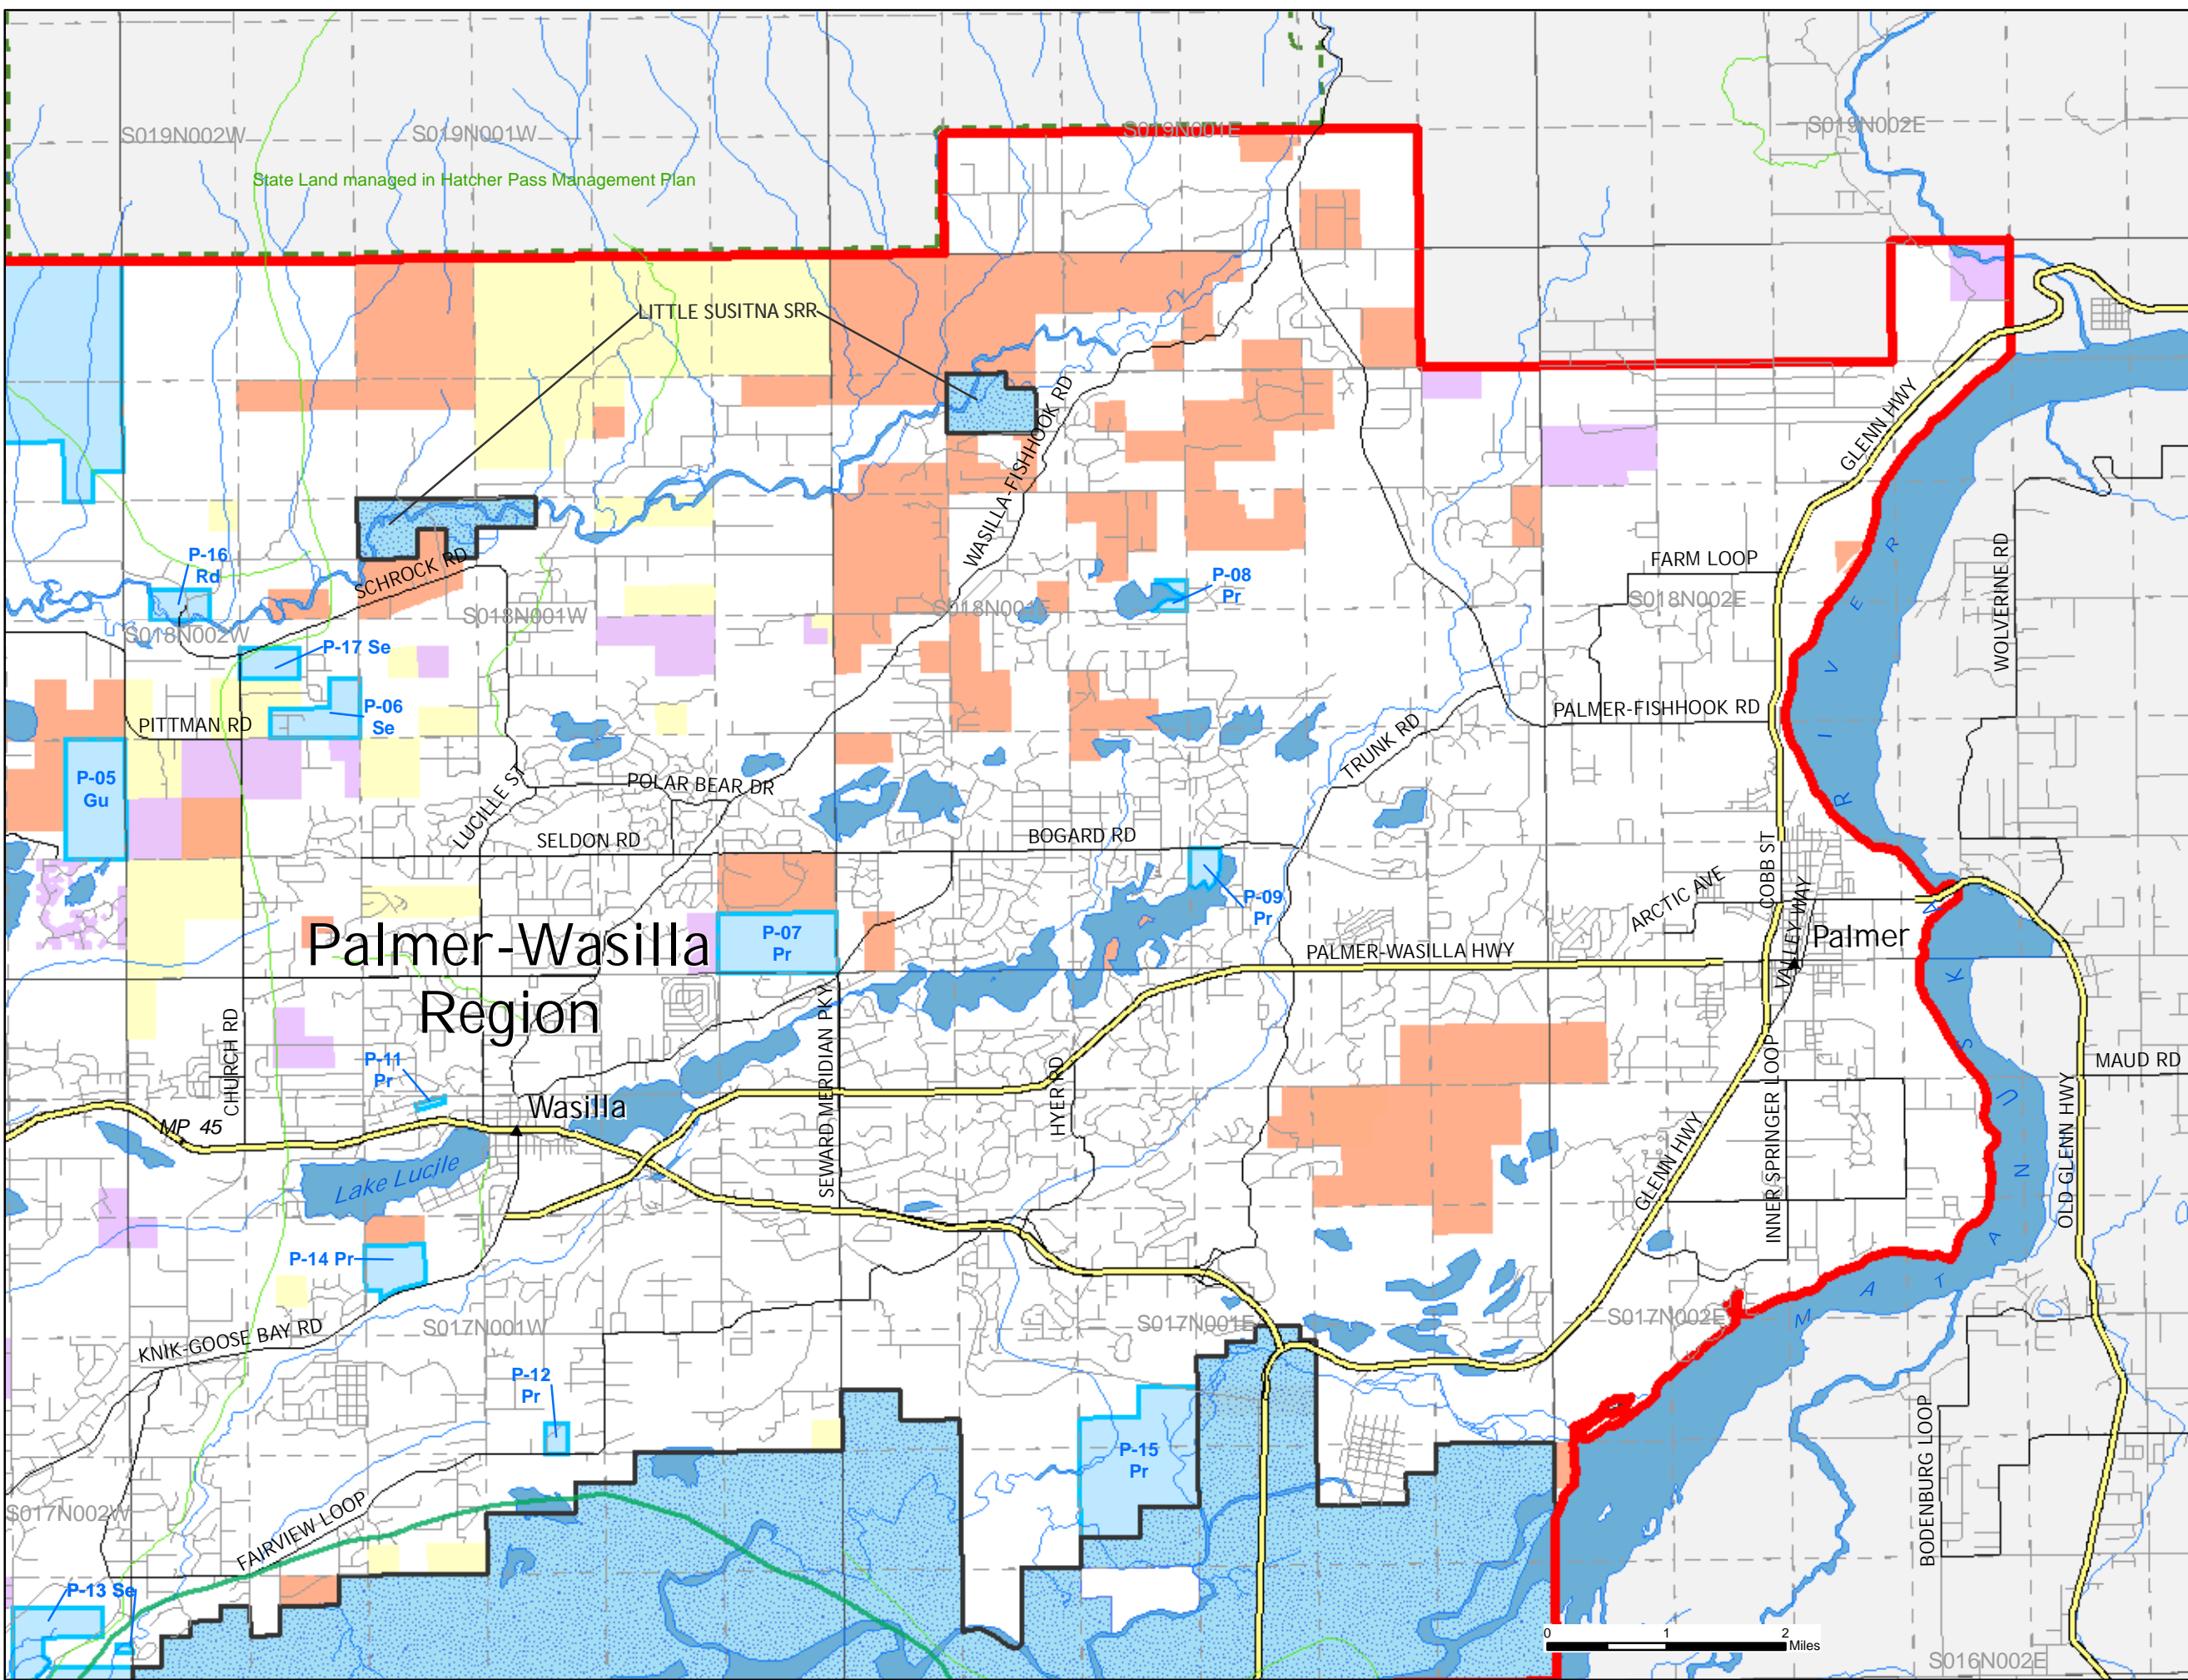 S019N002W
S019N001W
S019N001E
S019N002E
State Land managed in Hatcher Pass Management Plan
LITTLE SUSITNA SRR
WASILLA-FISHHOOK RD
GLENN HWY
P-16
Rd
SCHROCK RD
S018N002W
S018N001W
S018N001E
P-08
Pr
FARM LOOP
S018N002E
WOLVERINE RD
P-17 Se
P-06
Se
PITTMAN RD
PALMER-FISHHOOK RD
TRUNK RD
P-05
Gu
LUCILLE ST
POLAR BEAR DR
SELDON RD
BOGARD RD
COBB ST
ARCTIC AVE
VALLEY WAY
Palmer
P-09
Pr
P-07
Pr
PALMER-WASILLA HWY
Palmer-Wasilla
Region
CHURCH RD
SEWARD MERIDIAN PKY
P-11
Pr
Wasilla
MP 45
HYER RD
MAUD RD
INNER SPRINGER LOOP
GLENN HWY
OLD GLENN HWY
Lake Lucile
MATANUSKA RIVER
P-14 Pr
KNIK-GOOSE BAY RD
S017N001W
S017N001E
S017N002E
P-12
Pr
P-15
Pr
BODENBURG LOOP
S017N002W
FAIRVIEW LOOP
P-13 Se
0 1 2
Miles
S016N002E